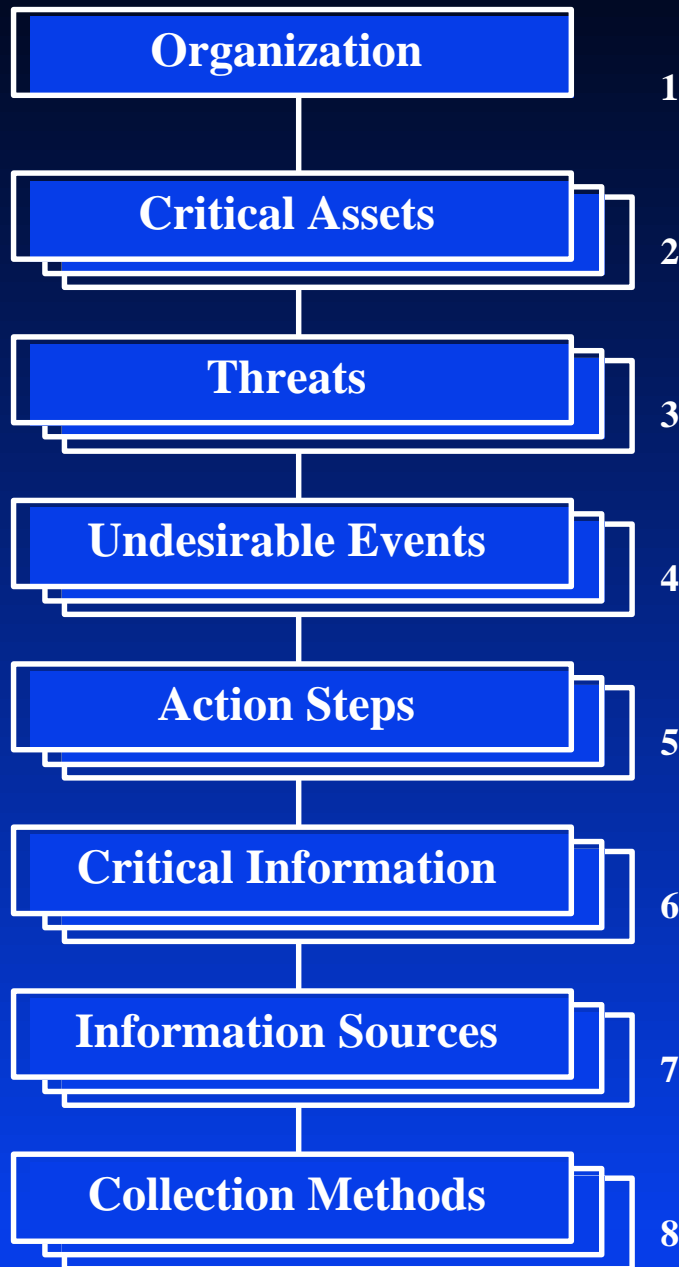 Organization
1
Critical Assets
2
Threats
3
Undesirable Events
4
Action Steps
5
Critical Information
6
Information Sources
7
Collection Methods
8